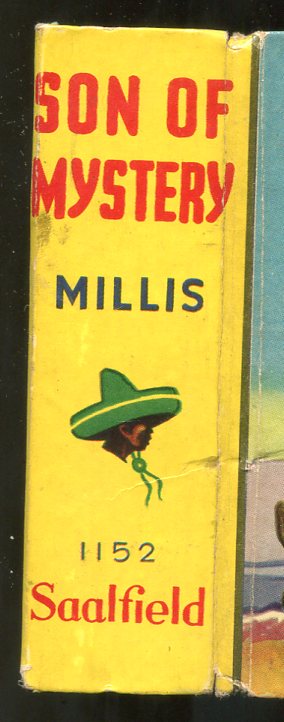 SON OF
MYSTERY
MILLIS
1152
Saalfield